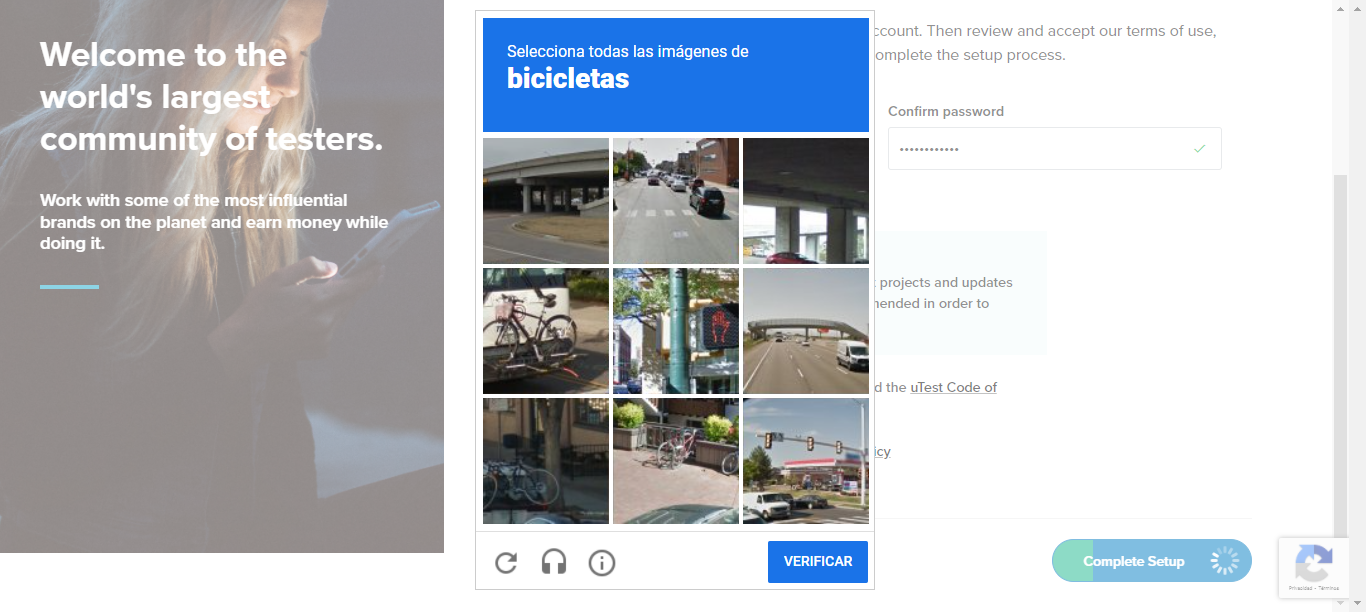 Welcome to the
world's largest
community of testers.
Work with some of the most influential
brands on the planet and earn money while
doing it.
Selecciona todas las imágenes de
bicicletas
VERIFICAR
ccount. Then review and accept our terms of use,
omplete the setup process.
Confirm password
••••••••••••
projects and updates
nended in order to
d the uTest Code of
icy
Complete Setup
Privacidad - Términos